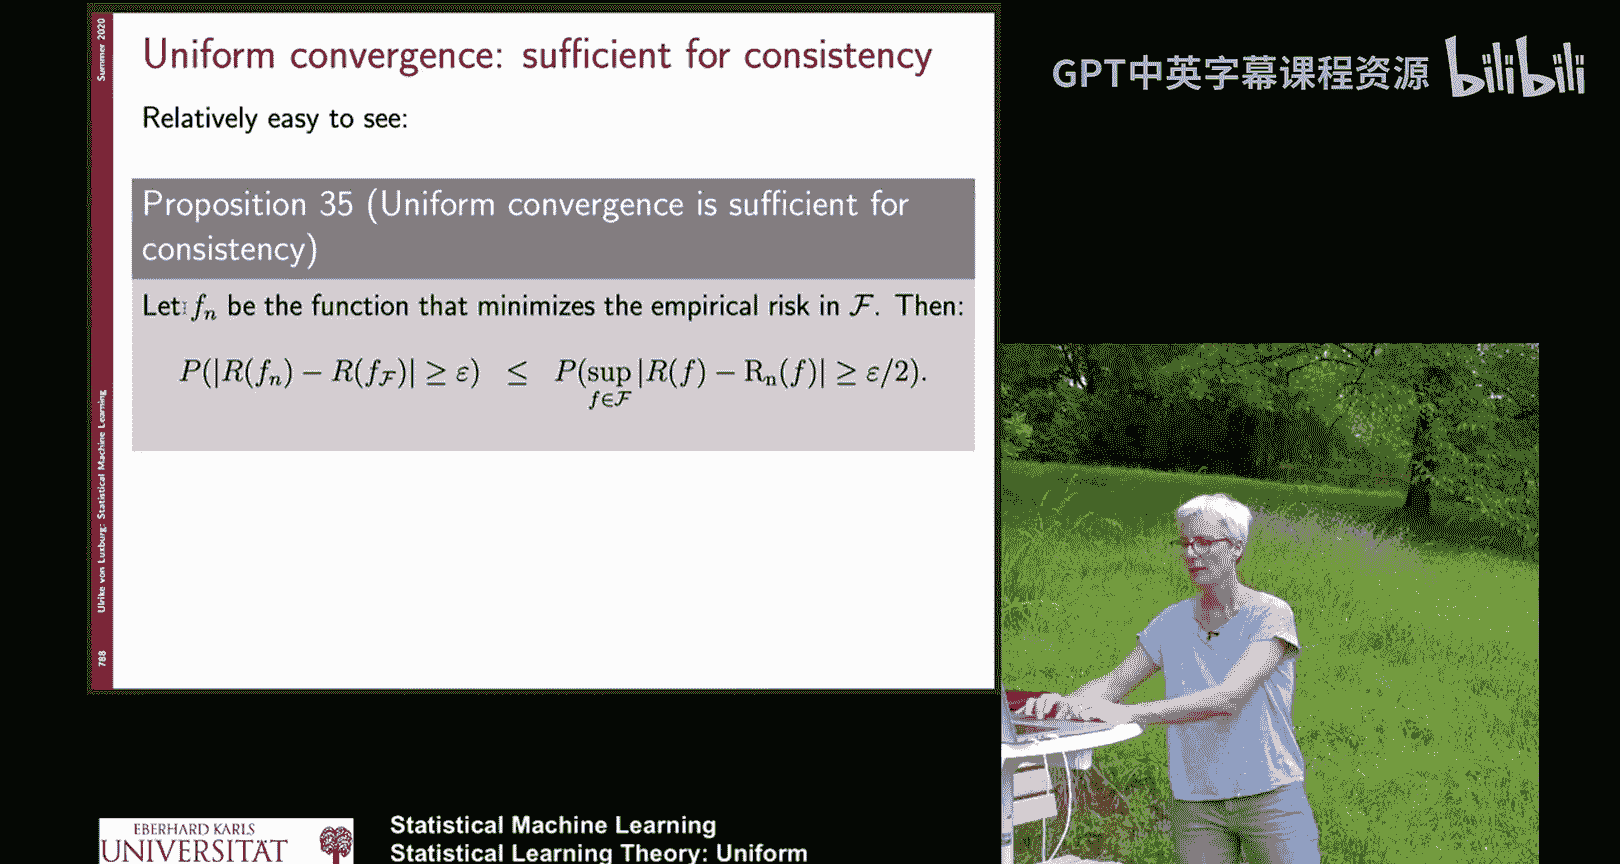 Summer 2020
Ulrike von Luxburg: Statistical Machine Learning
788
Uniform convergence: sufficient for consistency
Relatively easy to see:
Proposition 35 (Uniform convergence is sufficient for
consistency)
Let fₙ be the function that minimizes the empirical risk in ℱ. Then:
P(|R(fₙ) − R(f_ℱ)| ≥ ε) ≤ P(sup_{f∈ℱ} |R(f) − Rₙ(f)| ≥ ε/2).
GPT中英字幕课程资源 bilibili
EBERHARD KARLS
UNIVERSITÄT
Statistical Machine Learning
Statistical Learning Theory: Uniform